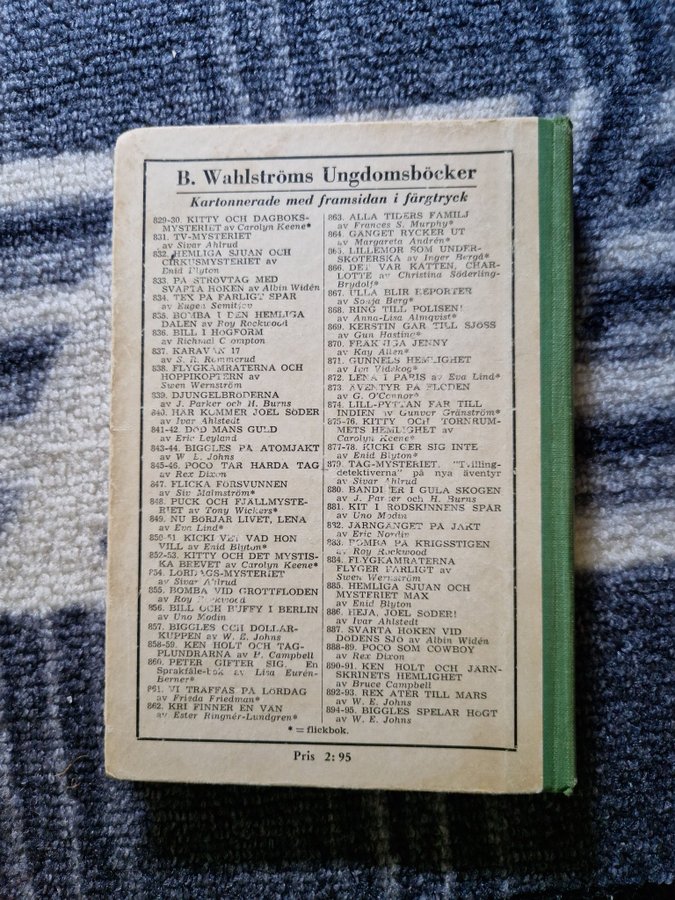 B. Wahlströms Ungdomsböcker
Kartonnerade med framsidan i färgtryck
829-30. KITTY OCH DAGBOKS-
MYSTERIET av Carolyn Keene*
831. TV-MYSTERIET
av Sivar Ahlrud
832. HEMLIGA SJUAN OCH
CIRKUSMYSTERIET av
Enid Blyton
833. PÅ STRÖVTÅG MED
SVARTA HÖKEN av Albin Widén
834. TEX PÅ FARLIGT SPÅR
av Eugen Semitjov
835. BOMBA I DEN HEMLIGA
DALEN av Roy Rockwood
836. BILL I HÖGFORM
av Richmal Crompton
837. KARAVAN 17
av S. R. Rommerud
838. FLYGKAMRATERNA OCH
HOPPIKOPTERN av
Swen Wernström
839. DJUNGELBRÖDERNA
av J. Parker och H. Burns
840. HÄR KOMMER JOEL SÖDER
av Ivar Ahlstedt
841-42. DÖD MANS GULD
av Eric Leyland
843-44. BIGGLES PÅ ATOMJAKT
av W. E. Johns
845-46. POCO TAR HÅRDA TAG
av Rex Dixon
847. FLICKA FÖRSVUNNEN
av Siv Malmström*
848. PUCK OCH FJÄLLMYSTE-
RIET av Tony Wickers*
849. NU BÖRJAR LIVET, LENA
av Eva Lind*
850-51. KICKI VET VAD HON
VILL av Enid Blyton*
852-53. KITTY OCH DET MYSTIS-
KA BREVET av Carolyn Keene*
854. LÖRDAGS-MYSTERIET
av Sivar Ahlrud
855. BOMBA VID GROTTFLODEN
av Roy Rockwood
856. BILL OCH BUFFY I BERLIN
av Uno Modin
857. BIGGLES OCH DOLLAR-
KUPPEN av W. E. Johns
858-59. KEN HOLT OCH TÅG-
PLUNDRARNA av B. Campbell
860. PETER GIFTER SIG. En
Språkfåle-bok av Lisa Eurén-
Berner*
861. VI TRÄFFAS PÅ LÖRDAG
av Frieda Friedman*
862. KRI FINNER EN VÄN
av Ester Ringnér-Lundgren*
863. ALLA TIDERS FAMILJ
av Frances S. Murphy*
864. GÄNGET RYCKER UT
av Margareta Andrén*
865. LILLEMOR SOM UNDER-
SKÖTERSKA av Inger Bergå*
866. DET VAR KATTEN, CHAR-
LOTTE av Christina Söderling-
Brydolf*
867. ULLA BLIR REPORTER
av Sonja Berg*
868. RING TILL POLISEN!
av Anna-Lisa Almqvist*
869. KERSTIN GÅR TILL SJÖSS
av Gun Hasting*
870. FRÄKNIGA JENNY
av Kay Allen*
871. GUNNELS HEMLIGHET
av Iva Videkog*
872. LENA I PARIS av Eva Lind*
873. ÄVENTYR PÅ FLODEN
av G. O'Connor*
874. LILL-PYTTAN FAR TILL
INDIEN av Gunvor Gränström*
875-76. KITTY OCH TORNRUM-
METS HEMLIGHET av
Carolyn Keene*
877-78. KICKI GER SIG INTE
av Enid Blyton*
879. TÅG-MYSTERIET. "Tvilling-
detektiverna" på nya äventyr
av Sivar Ahlrud
880. BANDI ER I GULA SKOGEN
av J. Parker och H. Burns
881. KIT I RÖDSKINNENS SPÅR
av Uno Modin
882. JÄRNGÄNGET PÅ JAKT
av Eric Nordin
883. BOMBA PÅ KRIGSSTIGEN
av Roy Rockwood
884. FLYGKAMRATERNA
FLYGER FARLIGT av
Swen Wernström
885. HEMLIGA SJUAN OCH
MYSTERIET MAX
av Enid Blyton
886. HEJA, JOEL SÖDER!
av Ivar Ahlstedt
887. SVARTA HÖKEN VID
DÖDENS SJÖ av Albin Widén
888-89. POCO SOM COWBOY
av Rex Dixon
890-91. KEN HOLT OCH JÄRN-
SKRINETS HEMLIGHET
av Bruce Campbell
892-93. REX ÅTER TILL MARS
av W. E. Johns
894-95. BIGGLES SPELAR HÖGT
av W. E. Johns
* = flickbok.
Pris 2: 95